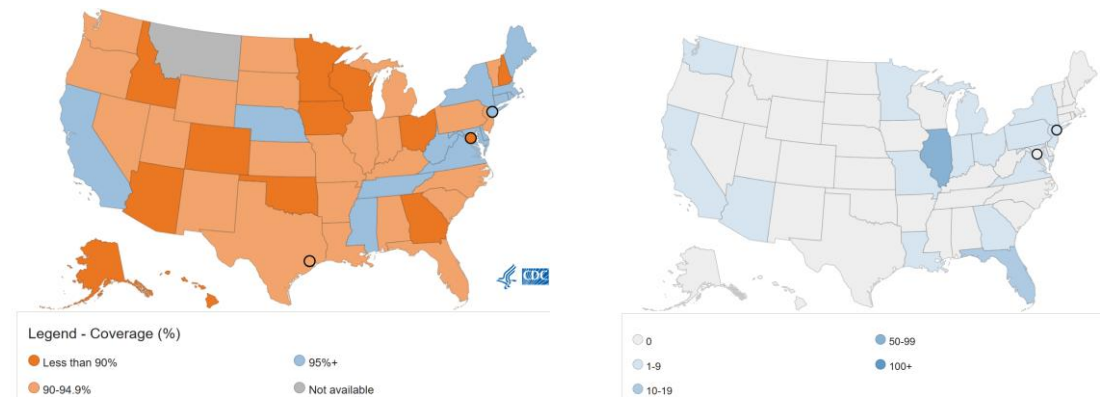 CDC
Legend - Coverage (%)
Less than 90%
95%+
90-94.9%
Not available
0
50-99
1-9
100+
10-19